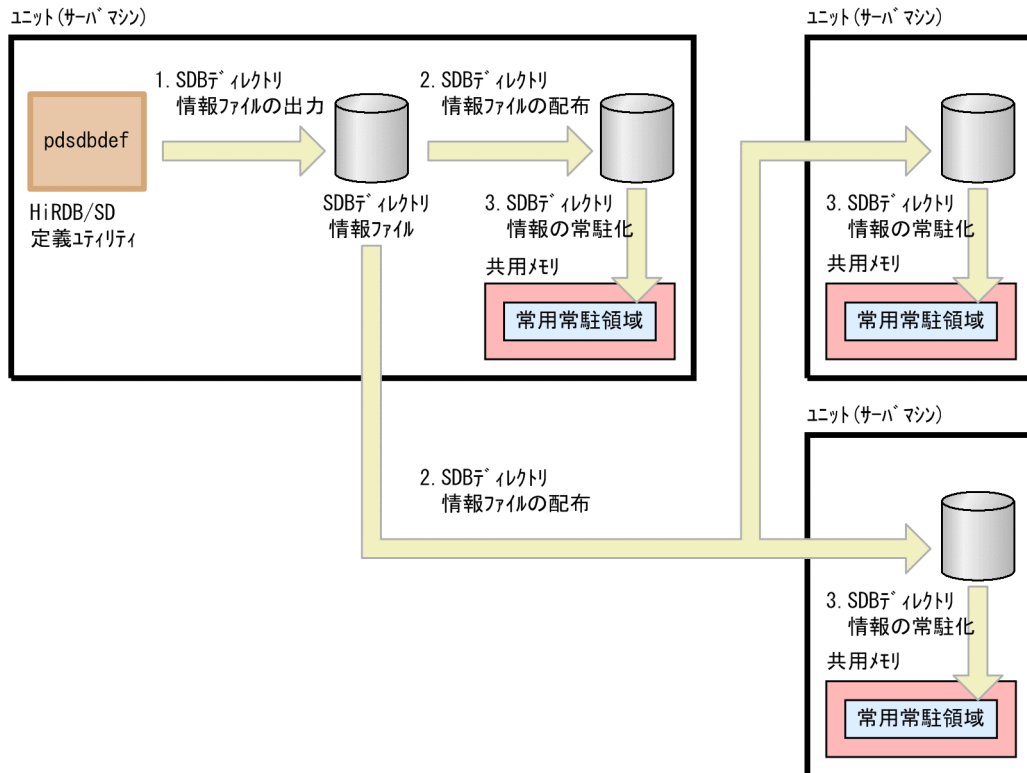 ユニット(サーバマシン)
1. SDBディレクトリ
情報ファイルの出力
2. SDBディレクトリ
情報ファイルの配布
pdsdbdef
HiRDB/SD
定義ユティリティ
SDBディレクトリ
情報ファイル
3. SDBディレクトリ
情報の常駐化
共用メモリ
常用常駐領域
ユニット(サーバマシン)
3. SDBディレクトリ
情報の常駐化
共用メモリ
常用常駐領域
2. SDBディレクトリ
情報ファイルの配布
ユニット(サーバマシン)
3. SDBディレクトリ
情報の常駐化
共用メモリ
常用常駐領域